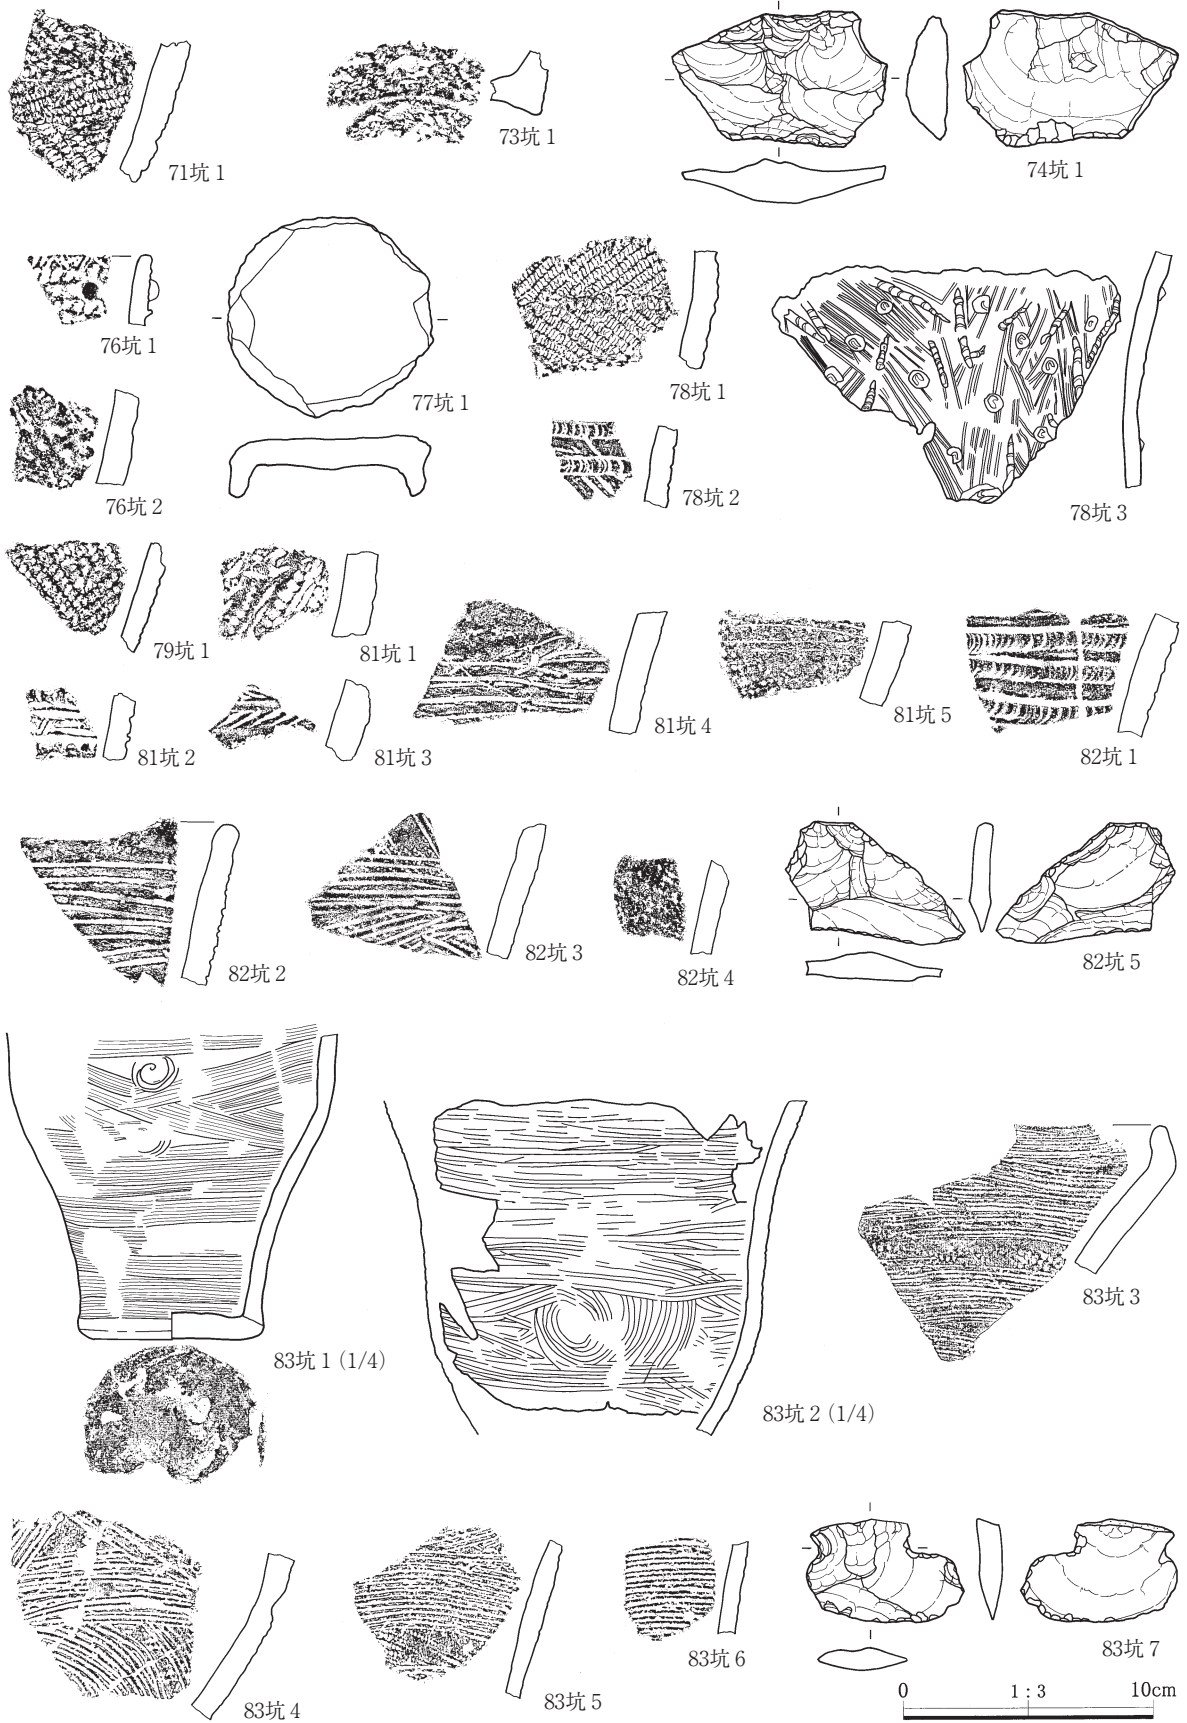 71坑 1
73坑 1
74坑 1
76坑 1
77坑 1
78坑 1
76坑 2
78坑 2
78坑 3
79坑 1
81坑 1
81坑 4
81坑 5
82坑 1
81坑 2
81坑 3
82坑 2
82坑 3
82坑 4
82坑 5
83坑 1 (1/4)
83坑 2 (1/4)
83坑 3
83坑 4
83坑 5
83坑 6
83坑 7
0 1:3 10cm